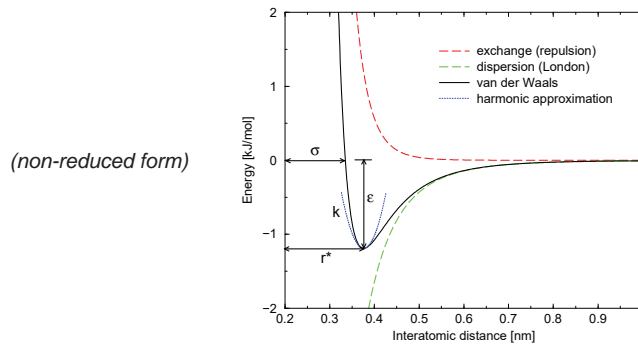 (non-reduced form)
Energy [kJ/mol]
2
1
0
-1
-2
exchange (repulsion)
dispersion (London)
van der Waals
harmonic approximation
σ
ε
k
r*
0.2 0.3 0.4 0.5 0.6 0.7 0.8 0.9
Interatomic distance [nm]